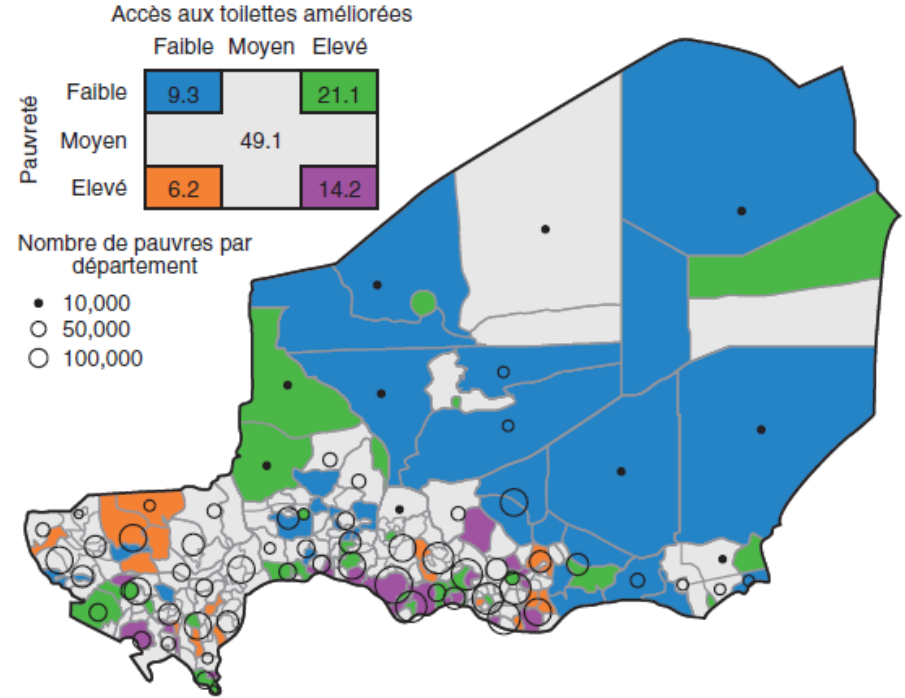 Accès aux toilettes améliorées
Faible Moyen Elevé
Pauvreté
Faible 9.3 21.1
Moyen 49.1
Elevé 6.2 14.2
Nombre de pauvres par
département
10,000
50,000
100,000